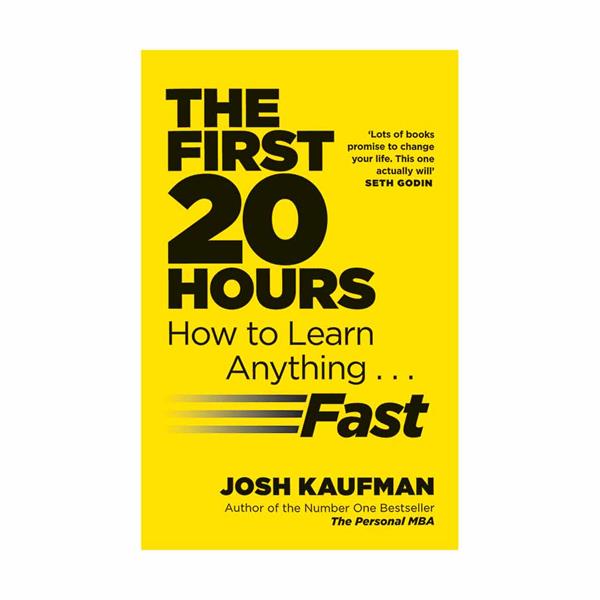 THE
FIRST
20
HOURS
How to Learn
Anything . . .
Fast
‘Lots of books
promise to change
your life. This one
actually will’
SETH GODIN
JOSH KAUFMAN
Author of the Number One Bestseller
The Personal MBA